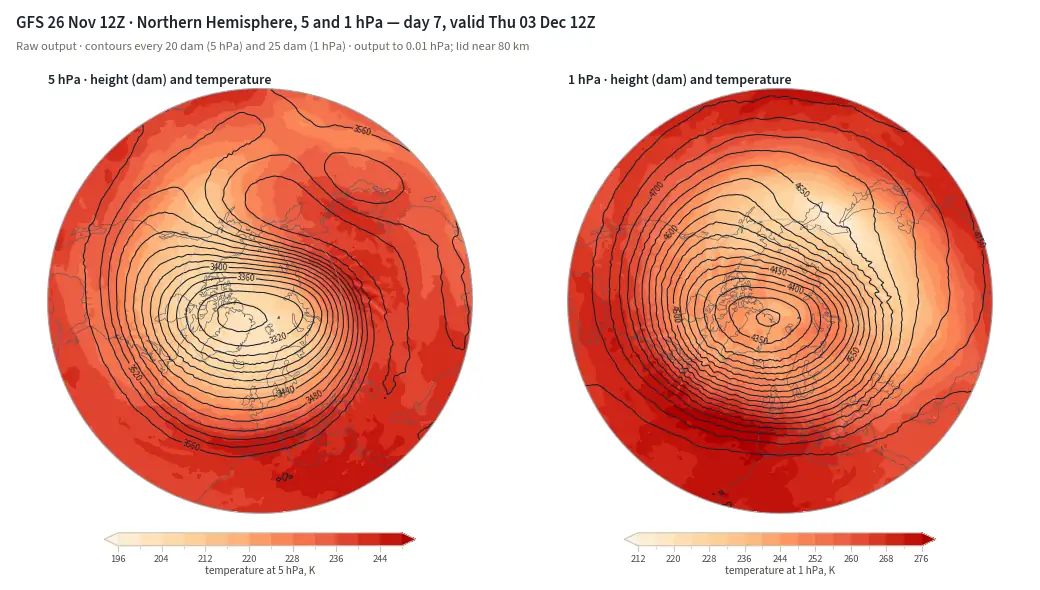 GFS 26 Nov 12Z · Northern Hemisphere, 5 and 1 hPa — day 7, valid Thu 03 Dec 12Z
Raw output · contours every 20 dam (5 hPa) and 25 dam (1 hPa) · output to 0.01 hPa; lid near 80 km
5 hPa · height (dam) and temperature
1 hPa · height (dam) and temperature
3560
3400
3360
3320
3520
3440
3480
3560
4650
4700
4600
4750
4450
4400
4500
4350
196 204 212 220 228 236 244
temperature at 5 hPa, K
212 220 228 236 244 252 260 268 276
temperature at 1 hPa, K